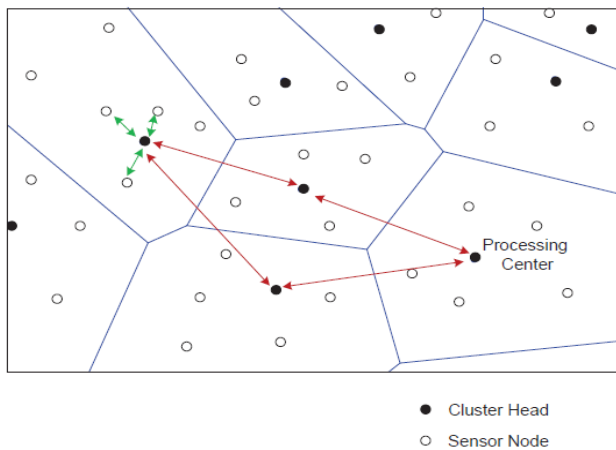 Processing
Center
Cluster Head
Sensor Node